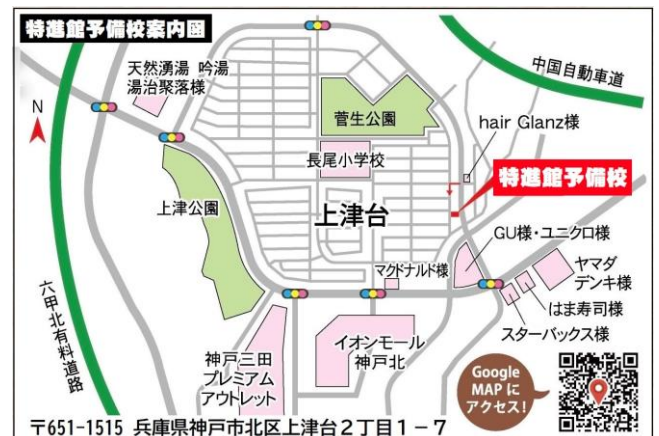 特進館予備校案内図
中国自動車道
天然湧湯 吟湯
湯治聚落様
N
菅生公園
hair Glanz様
長尾小学校
特進館予備校
上津公園
上津台
GU様・ユニクロ様
マクドナルド様
ヤマダ
デンキ様
はま寿司様
スターバックス様
六甲北有料道路
神戸三田
プレミアム
アウトレット
イオンモール
神戸北
Google
MAP に
アクセス!
〒651-1515 兵庫県神戸市北区上津台2丁目1-7